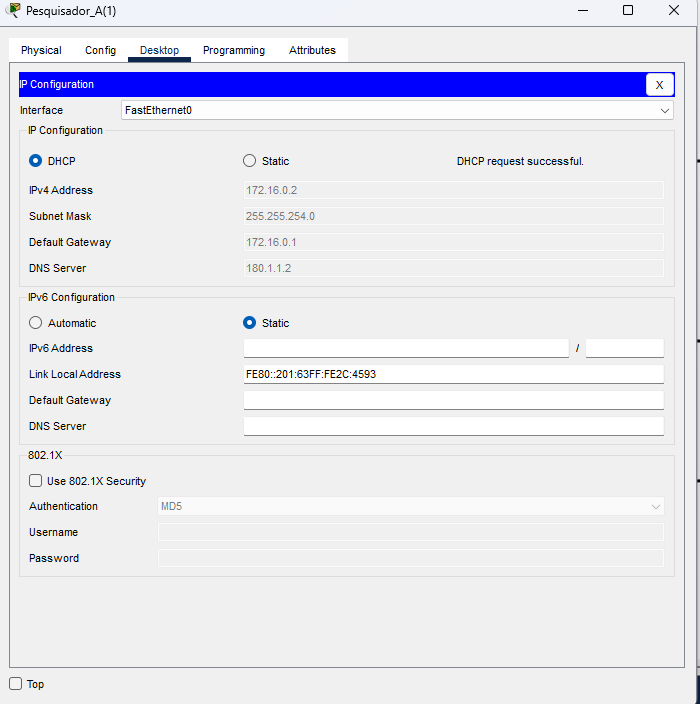 Pesquisador_A(1)
Physical Config Desktop Programming Attributes
IP Configuration X
Interface FastEthernet0
IP Configuration
DHCP Static DHCP request successful.
IPv4 Address 172.16.0.2
Subnet Mask 255.255.254.0
Default Gateway 172.16.0.1
DNS Server 180.1.1.2
IPv6 Configuration
Automatic Static
IPv6 Address /
Link Local Address FE80::201:63FF:FE2C:4593
Default Gateway
DNS Server
802.1X
Use 802.1X Security
Authentication MD5
Username
Password
Top